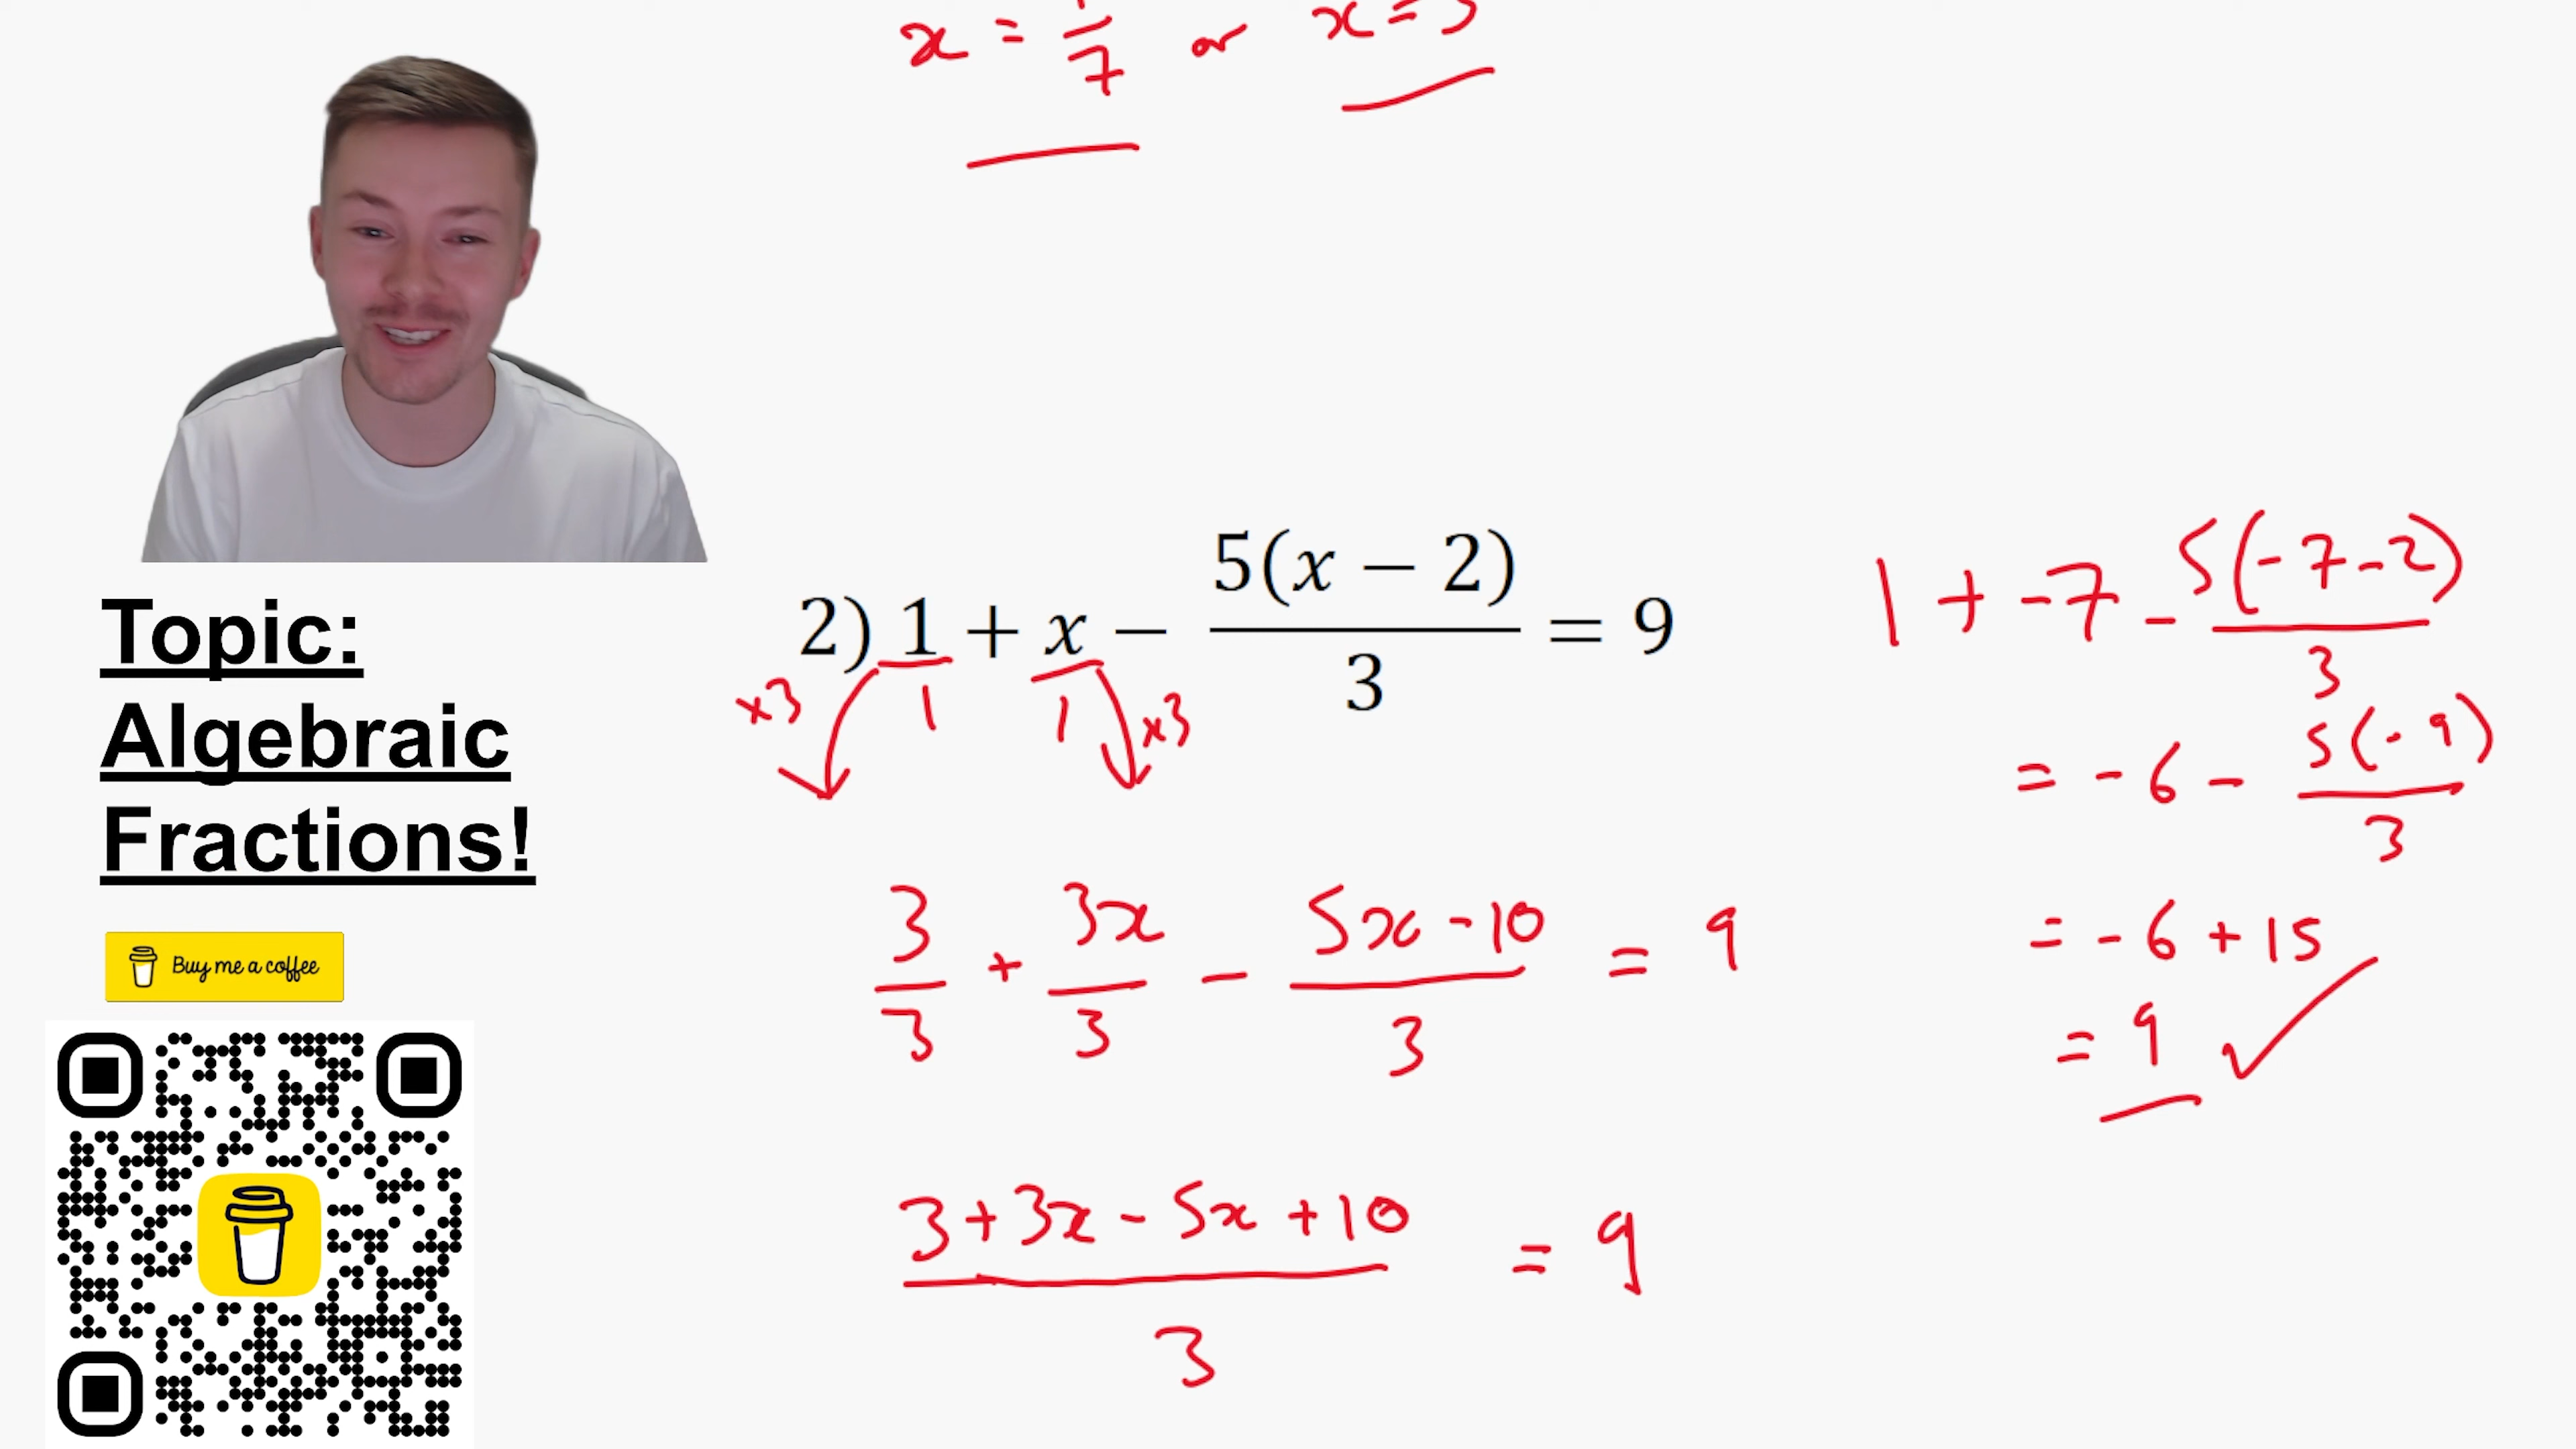 x = 1/7 or x = 3
Topic:
Algebraic
Fractions!
Buy me a coffee
2) 1 + x − 5(x − 2)/3 = 9
×3 1 1 ×3
3/3 + 3x/3 - (5x - 10)/3 = 9
(3 + 3x - 5x + 10)/3 = 9
1 + -7 - 5(-7-2)/3
= -6 - 5(-9)/3
= -6 + 15
= 9 ✓